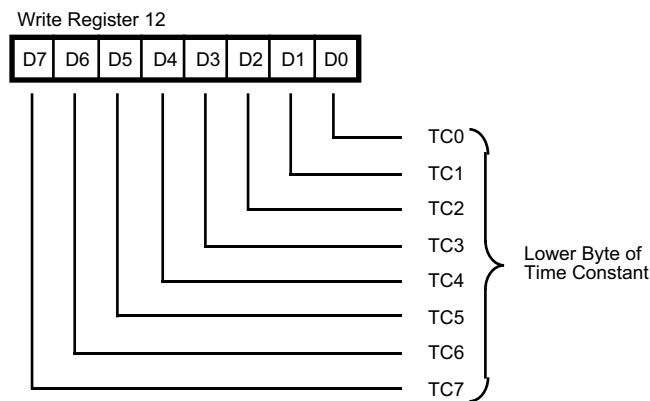 Write Register 12
D7 D6 D5 D4 D3 D2 D1 D0
TC0
TC1
TC2
TC3
TC4
TC5
TC6
TC7
Lower Byte of
Time Constant